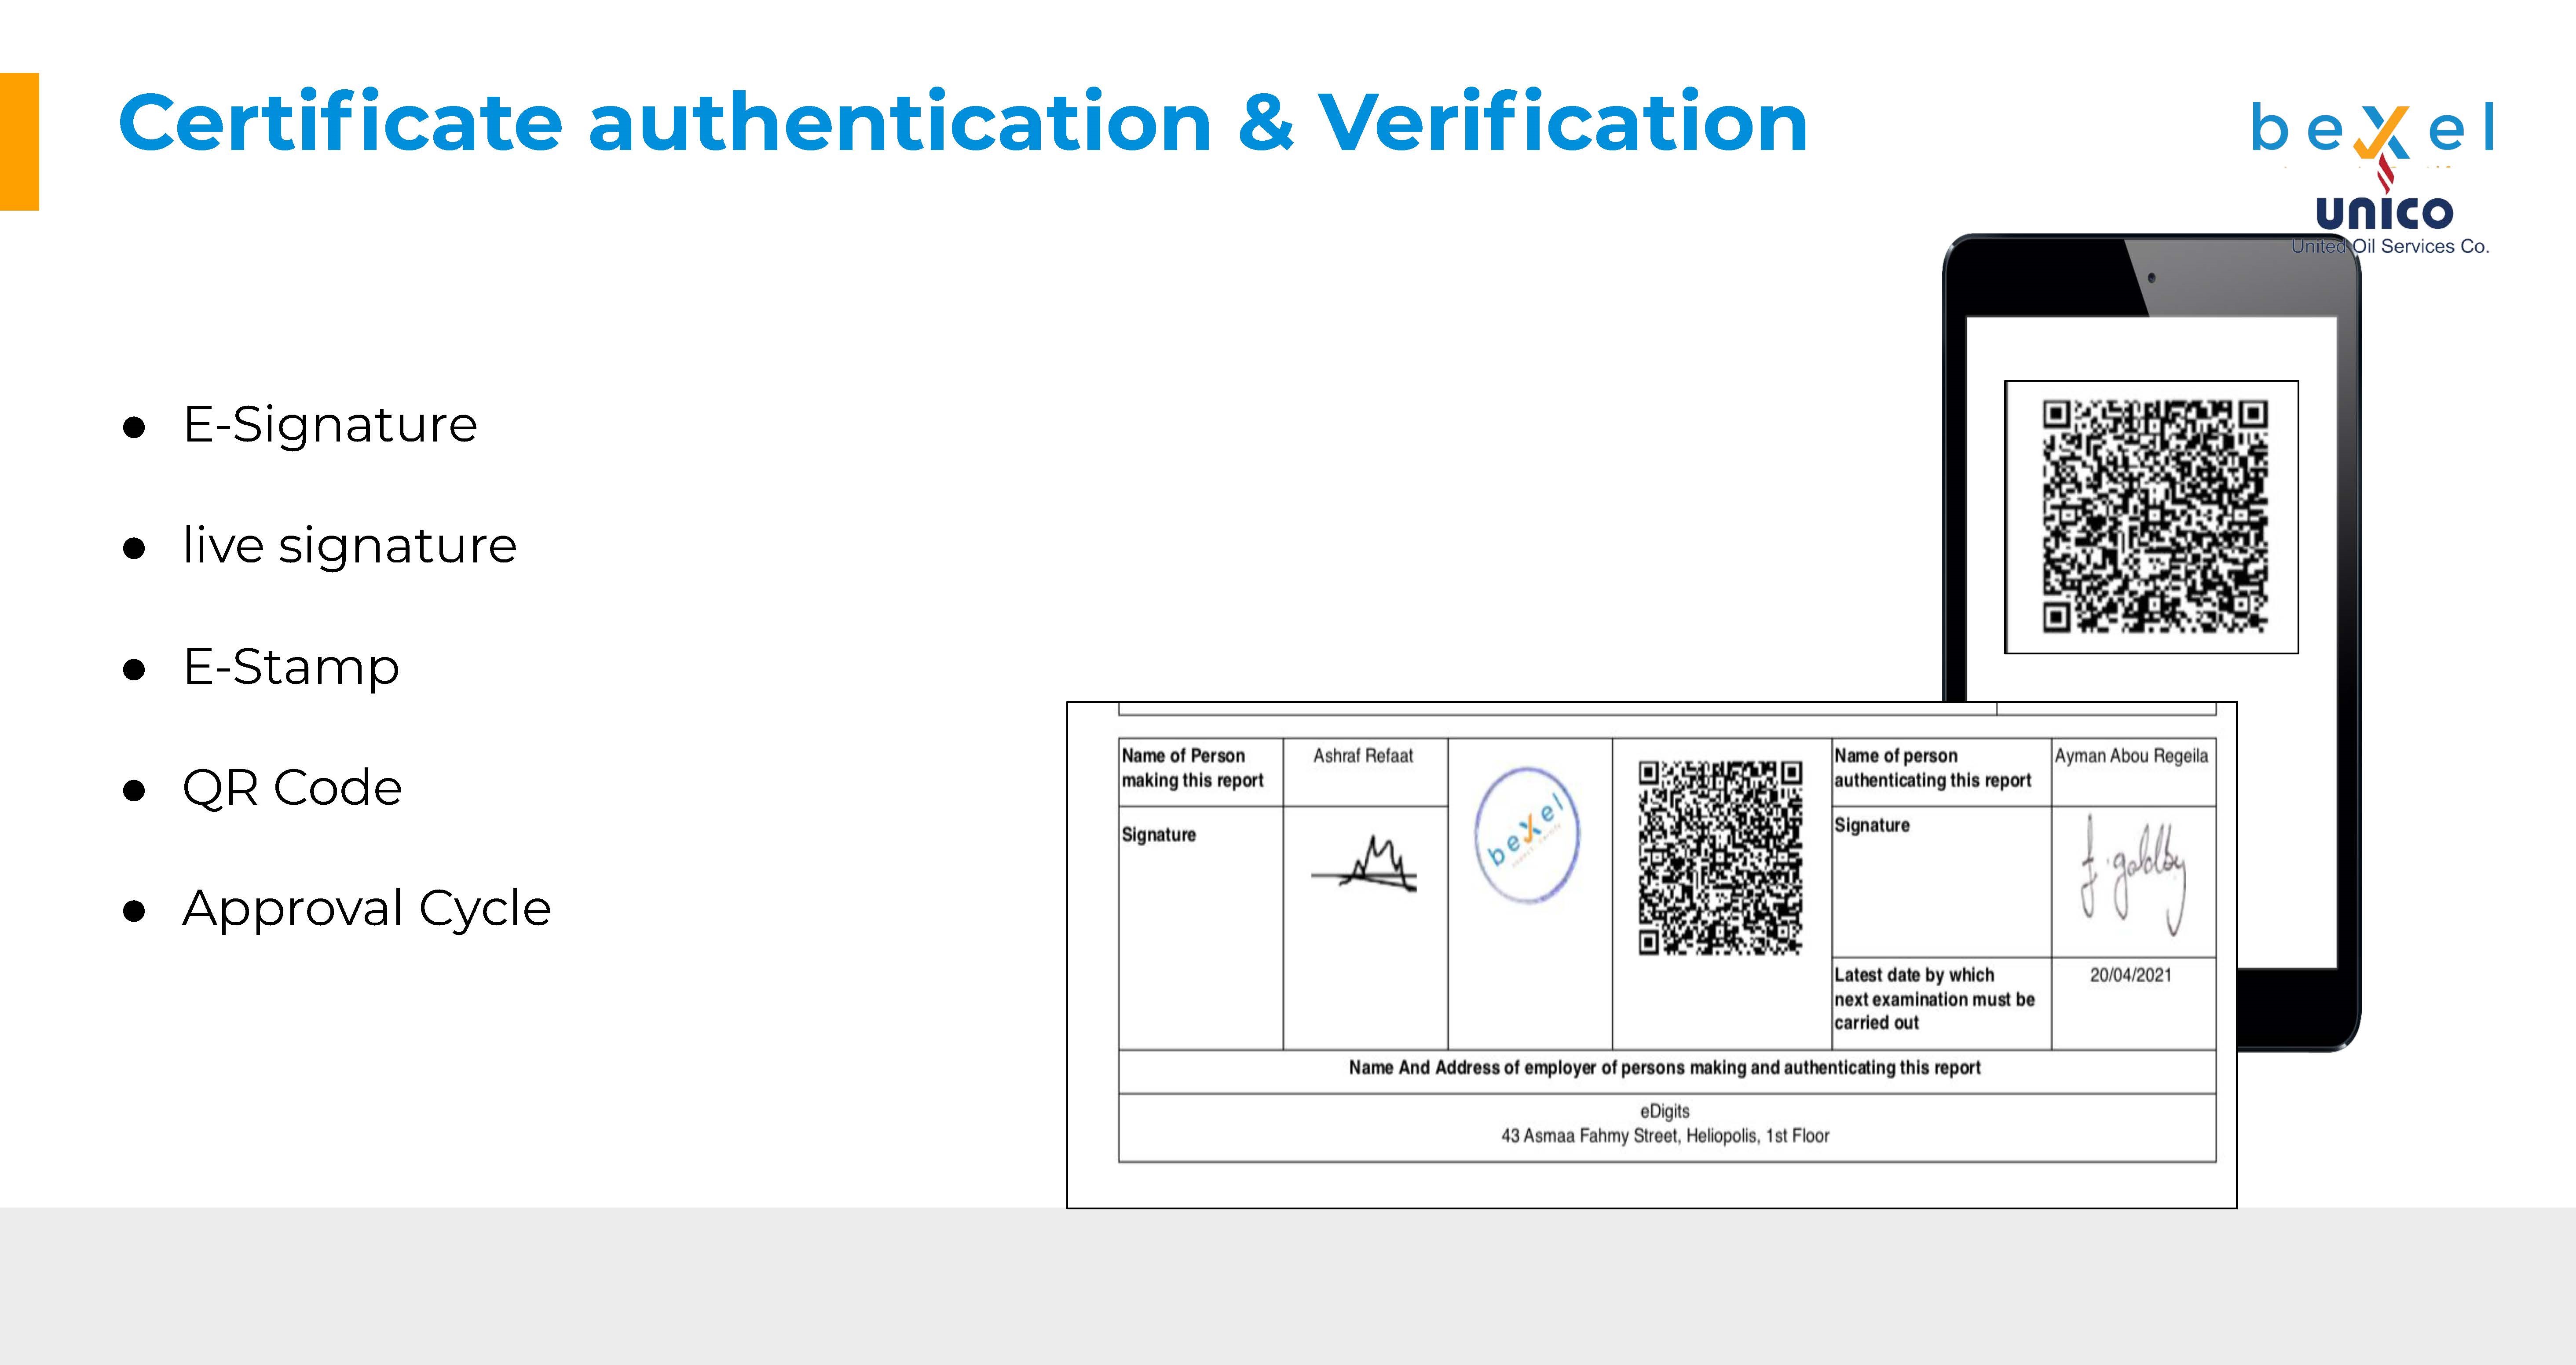 Certificate authentication & Verification
bexel
unico
United Oil Services Co.
● E-Signature
● live signature
● E-Stamp
● QR Code
● Approval Cycle
Name of Person
making this report
Ashraf Refaat
Signature
bexel
Name of person
authenticating this report
Ayman Abou Regeila
Signature
f. goldby
Latest date by which
next examination must be
carried out
20/04/2021
Name And Address of employer of persons making and authenticating this report
eDigits
43 Asmaa Fahmy Street, Heliopolis, 1st Floor